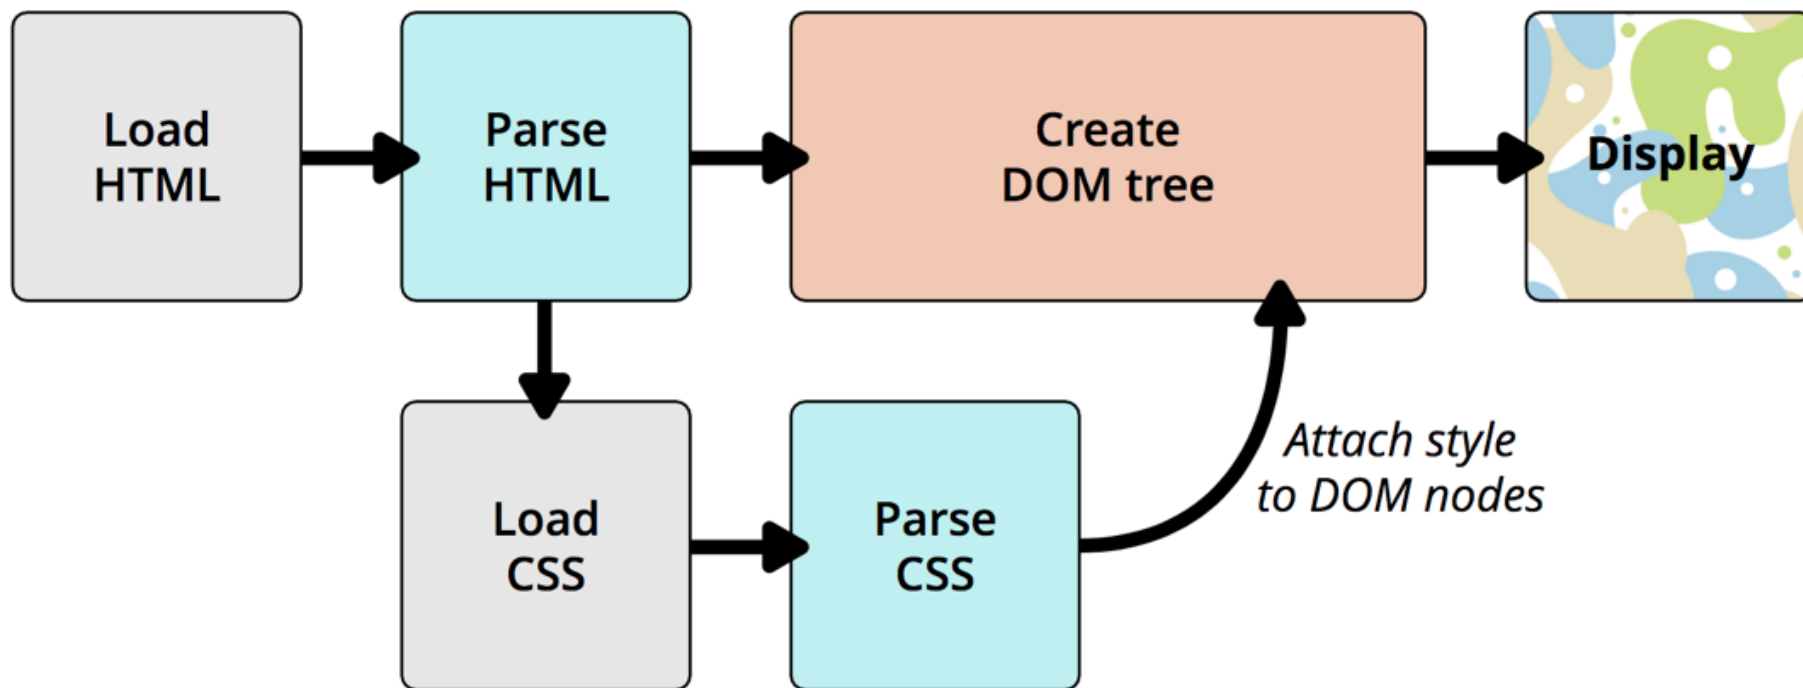 Load
HTML
Parse
HTML
Create
DOM tree
Display
Load
CSS
Parse
CSS
Attach style
to DOM nodes